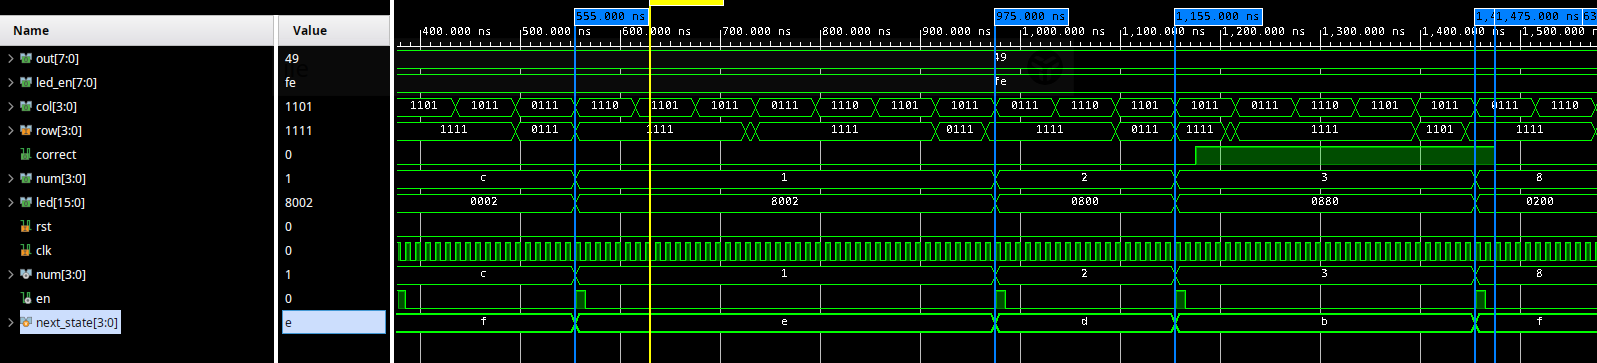 555.000 ns 975.000 ns 1,155.000 ns 1,475.000 ns
Name Value 400.000 ns 500.000 ns 600.000 ns 700.000 ns 800.000 ns 900.000 ns 1,000.000 ns 1,100.000 ns 1,200.000 ns 1,300.000 ns 1,400.000 ns 1,500.000 ns
out[7:0] 49 49
led_en[7:0] fe fe
col[3:0] 1101 1101 1011 0111 1110 1101 1011 0111 1110 1101 1011 0111 1110 1101 1011 0111 1110 1101 1011 0111 1110
row[3:0] 1111 1111 0111 1111 1111 0111 1111 0111 1111 1111 1101 1111
correct 0
num[3:0] 1 c 1 2 3 8
led[15:0] 8002 0002 8002 0800 0880 0200
rst 0
clk 0
num[3:0] 1 c 1 2 3 8
en 0
next_state[3:0] e f e d b f